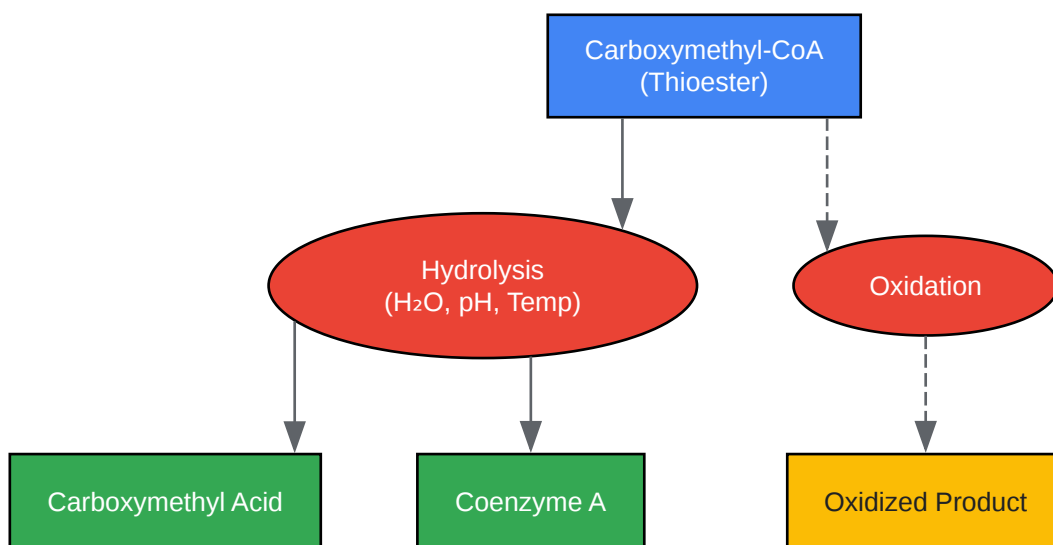 Carboxymethyl-CoA
(Thioester)
Hydrolysis
(H₂O, pH, Temp)
Oxidation
Carboxymethyl Acid
Coenzyme A
Oxidized Product